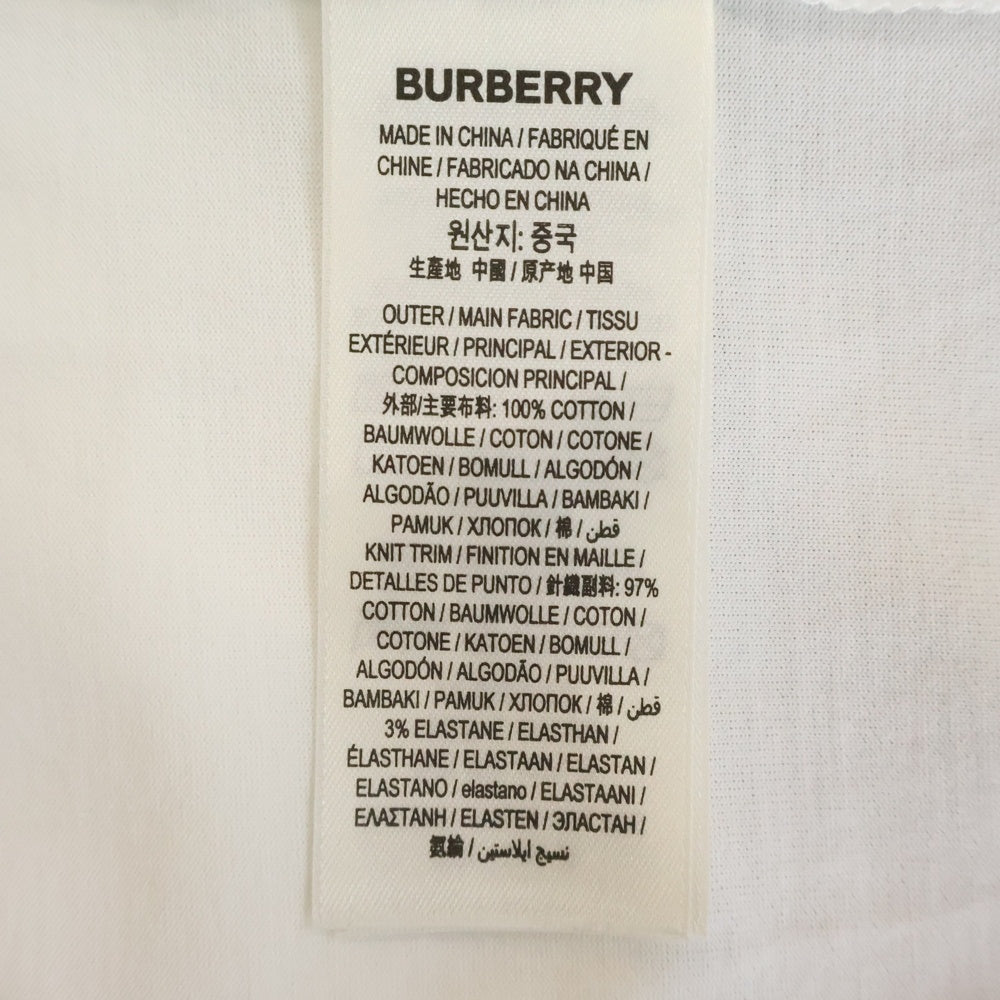 BURBERRY
MADE IN CHINA / FABRIQUÉ EN
CHINE / FABRICADO NA CHINA /
HECHO EN CHINA
원산지: 중국
生產地 中國 / 原产地 中国
OUTER / MAIN FABRIC / TISSU
EXTÉRIEUR / PRINCIPAL / EXTERIOR -
COMPOSICION PRINCIPAL /
外部/主要布料: 100% COTTON /
BAUMWOLLE / COTON / COTONE /
KATOEN / BOMULL / ALGODÓN /
ALGODÃO / PUUVILLA / BAMBAKI /
PAMUK / ХЛОПОК / 棉 / قطن
KNIT TRIM / FINITION EN MAILLE /
DETALLES DE PUNTO / 針織副料: 97%
COTTON / BAUMWOLLE / COTON /
COTONE / KATOEN / BOMULL /
ALGODÓN / ALGODÃO / PUUVILLA /
BAMBAKI / PAMUK / ХЛОПОК / 棉 / قطن
3% ELASTANE / ELASTHAN /
ÉLASTHANE / ELASTAAN / ELASTAN /
ELASTANO / elastano / ELASTAANI /
ΕΛΑΣΤΑΝΗ / ELASTEN / ЭЛАСТАН /
氨綸 / نسيج ايلاستين